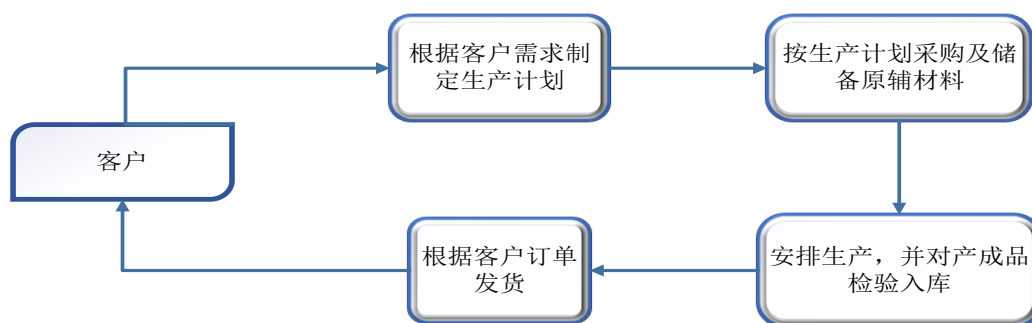 根据客户需求制
定生产计划
按生产计划采购及储
备原辅材料
客户
根据客户订单
发货
安排生产，并对产成品
检验入库